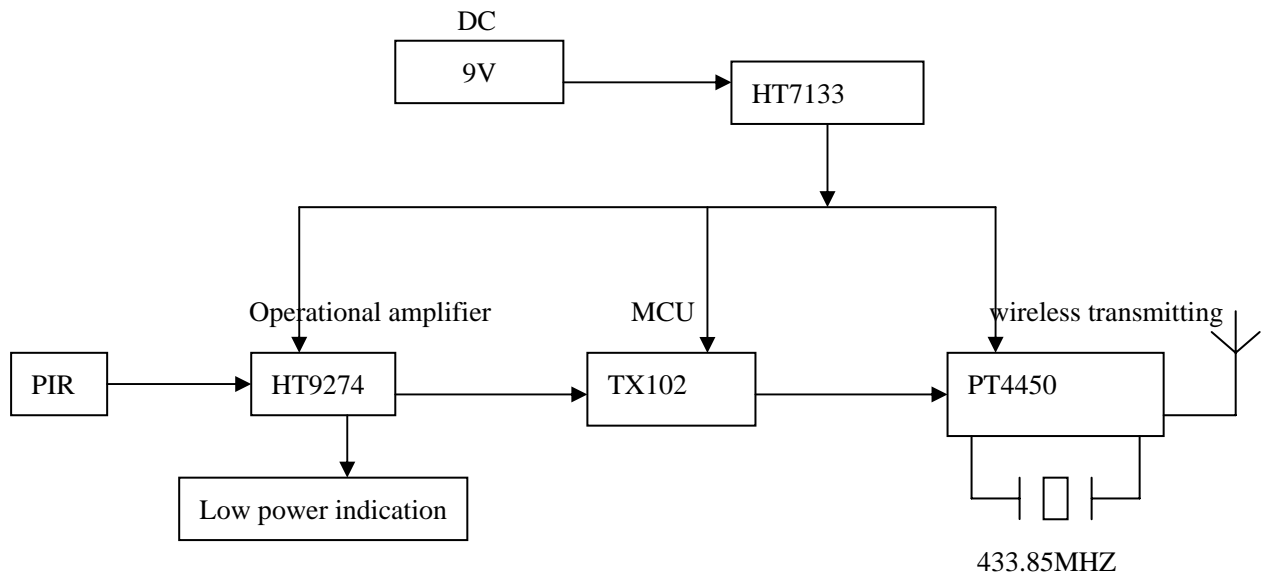 DC
9V
HT7133
Operational amplifier
MCU
wireless transmitting
PIR
HT9274
TX102
PT4450
Low power indication
433.85MHZ